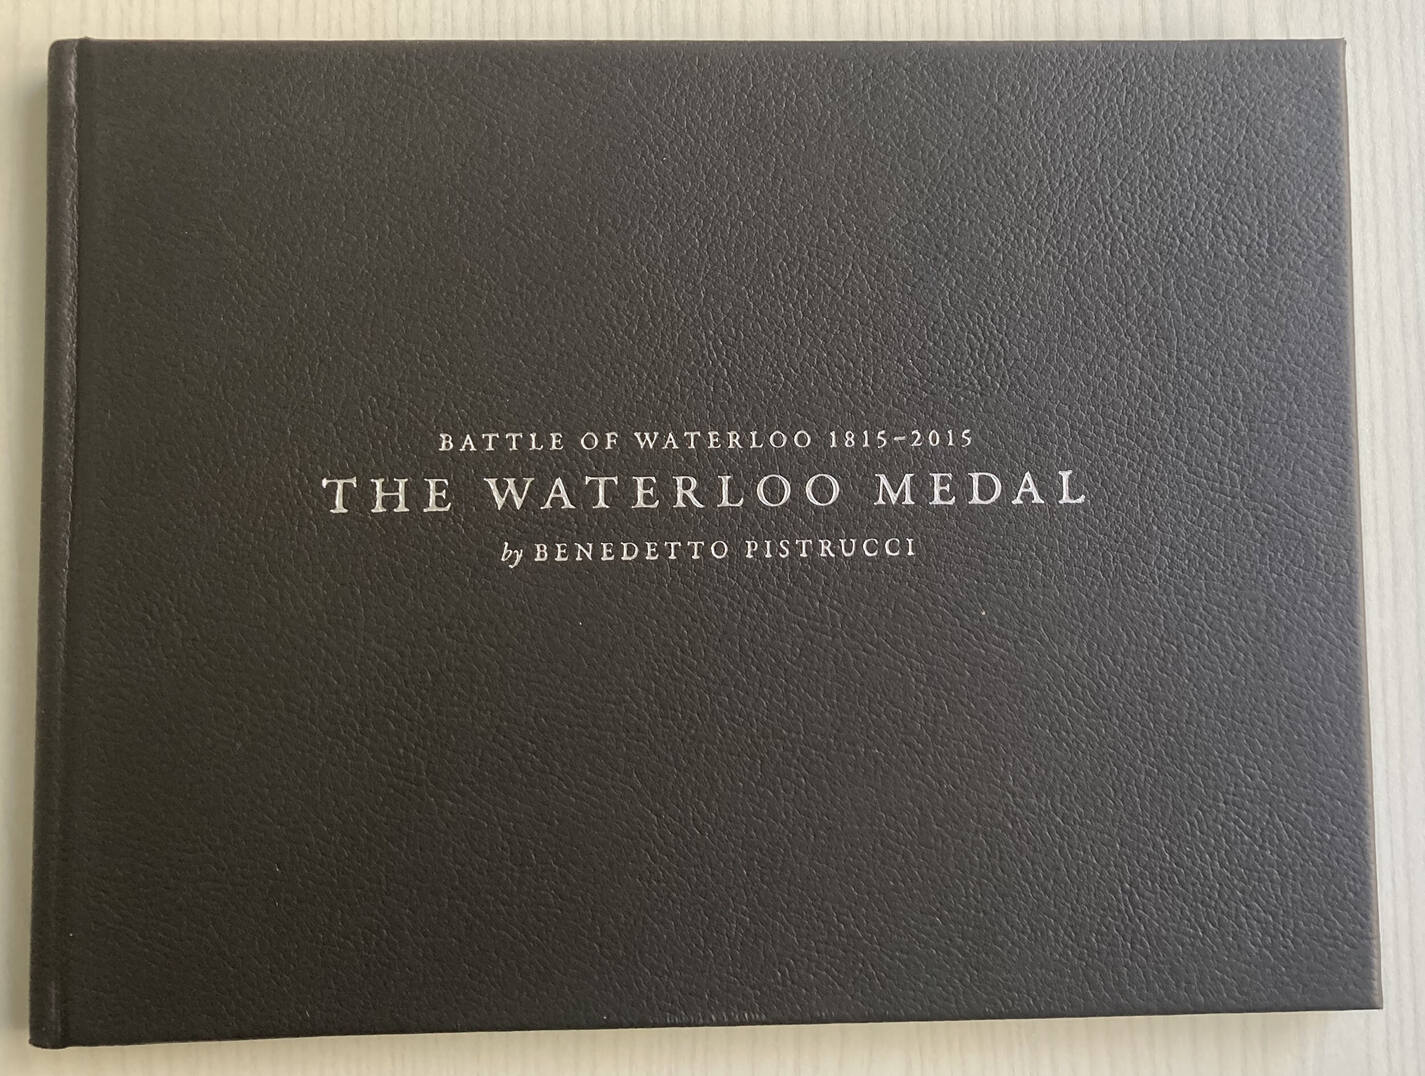 BATTLE OF WATERLOO 1815–2015
THE WATERLOO MEDAL
by BENEDETTO PISTRUCCI